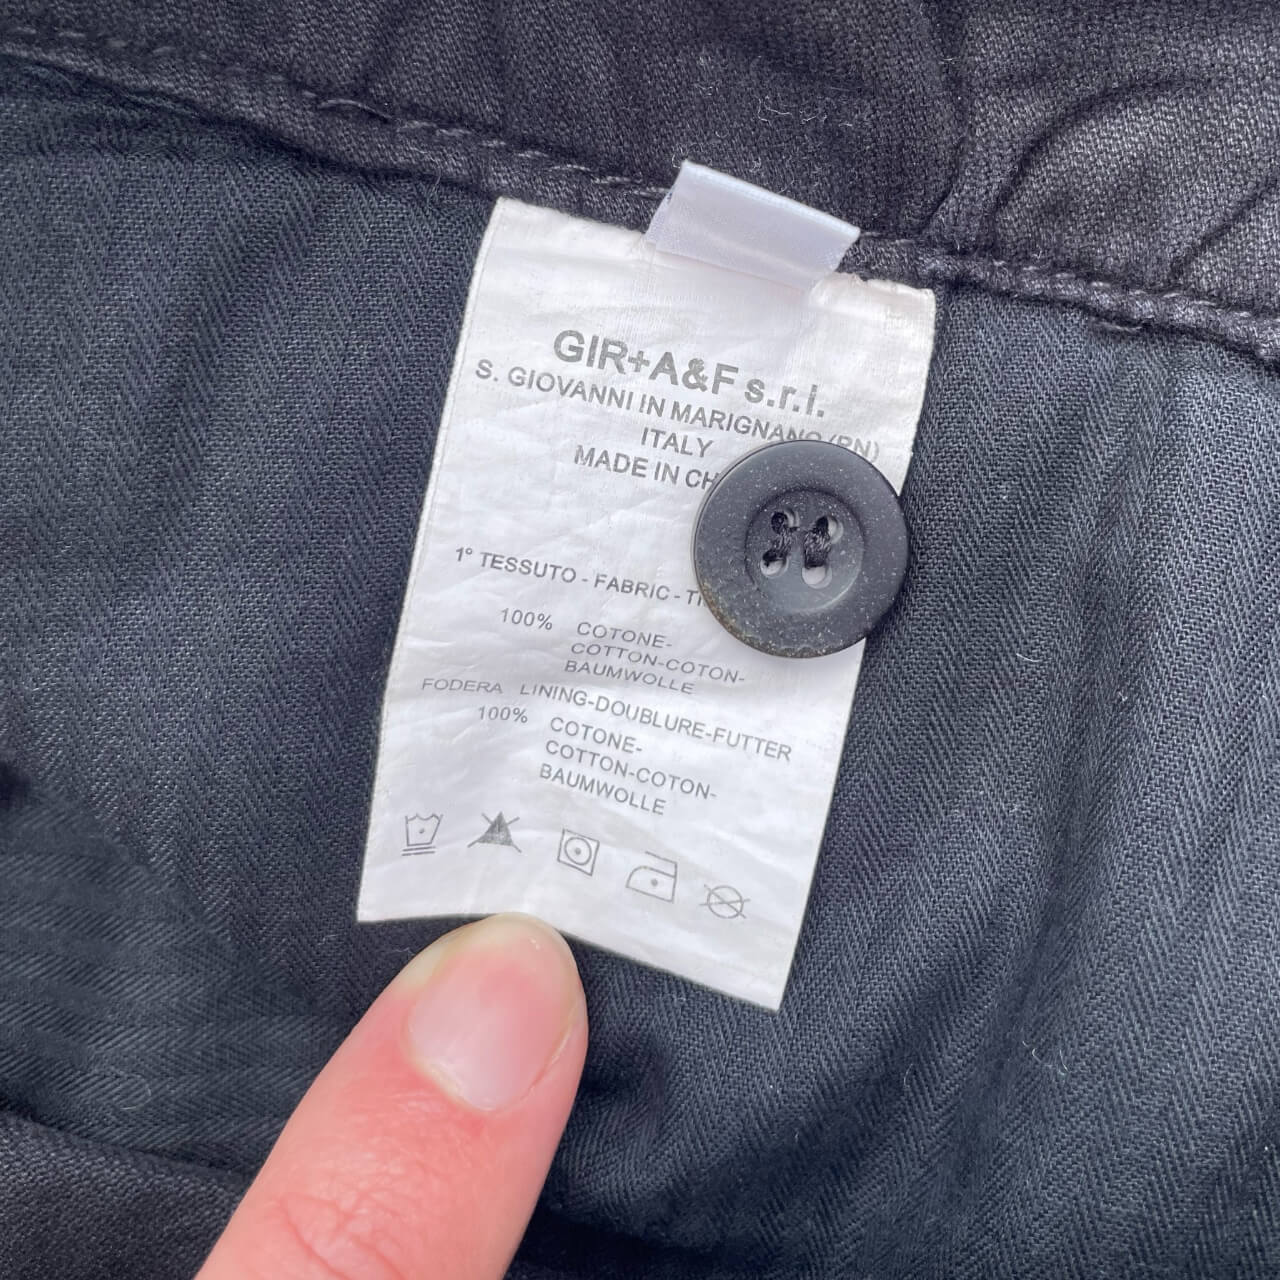 GIR+A&F s.r.l.
S. GIOVANNI IN MARIGNANO (RN)
ITALY
MADE IN
1° TESSUTO - FABRIC -
100% COTONE-
COTTON-COTON-
BAUMWOLLE
FODERA LINING-DOUBLURE-FUTTER
100% COTONE-
COTTON-COTON-
BAUMWOLLE